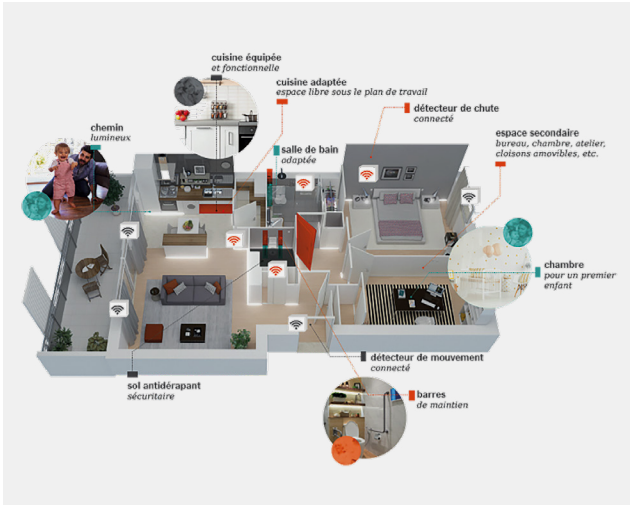 cuisine équipée
et fonctionnelle
cuisine adaptée
espace libre sous le plan de travail
détecteur de chute
connecté
chemin
lumineux
salle de bain
adaptée
espace secondaire
bureau, chambre, atelier,
cloisons amovibles, etc.
chambre
pour un premier
enfant
détecteur de mouvement
connecté
sol antidérapant
sécuritaire
barres
de maintien